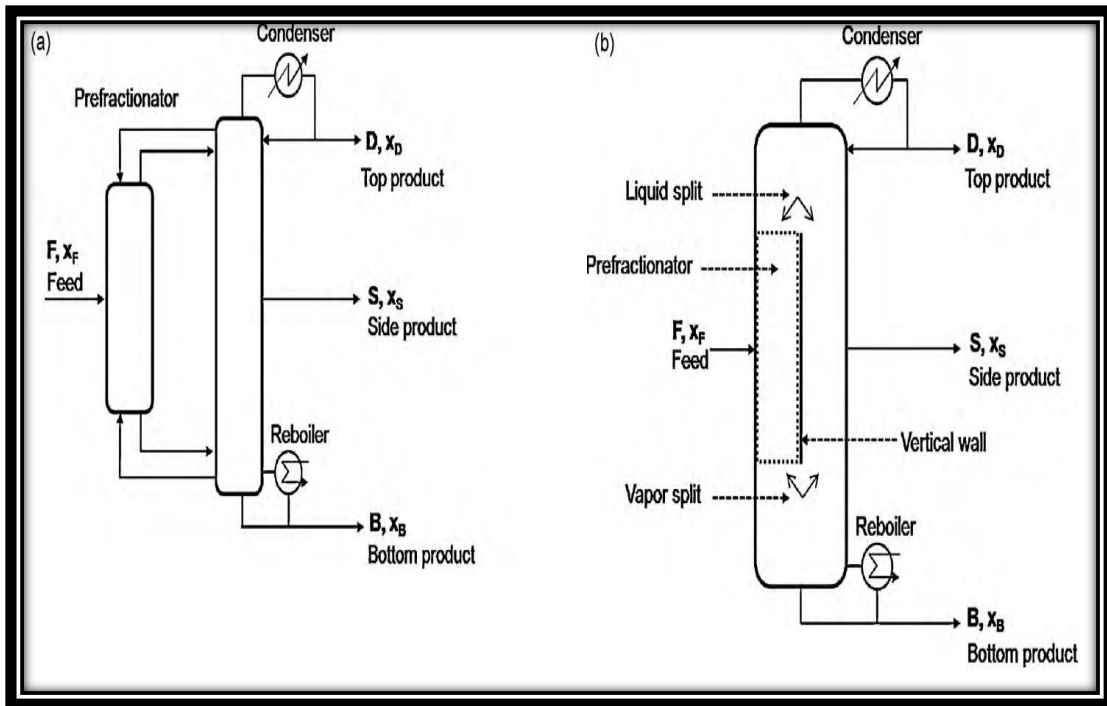 (a)
Condenser
Prefractionator
D, xD
Top product
F, xF
Feed
S, xS
Side product
Reboiler
B, xB
Bottom product
(b)
Condenser
D, xD
Top product
Liquid split
Prefractionator
F, xF
Feed
S, xS
Side product
Vertical wall
Vapor split
Reboiler
B, xB
Bottom product